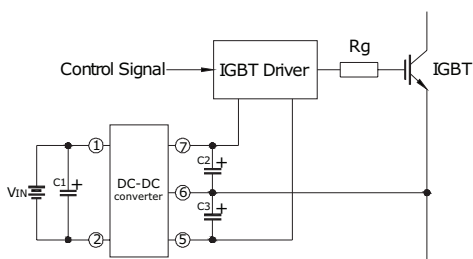 Rg
Control Signal
IGBT Driver
IGBT
1
7
C2 +
C1 +
DC-DC
converter
VIN
6
C3 +
2
5